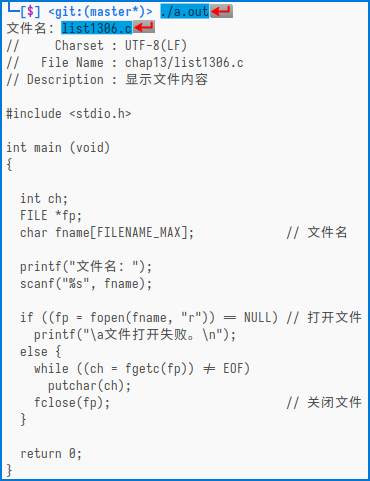 └─[$] <git:(master*)> ./a.out
文件名：list1306.c
//     Charset : UTF-8(LF)
//   File Name : chap13/list1306.c
// Description : 显示文件内容
#include <stdio.h>
int main (void)
{
  int ch;
  FILE *fp;
  char fname[FILENAME_MAX];           // 文件名
  printf("文件名：");
  scanf("%s", fname);
  if ((fp = fopen(fname, "r")) == NULL) // 打开文件
    printf("\a文件打开失败。\n");
  else {
    while ((ch = fgetc(fp)) ≠ EOF)
      putchar(ch);
    fclose(fp);                       // 关闭文件
  }
  return 0;
}